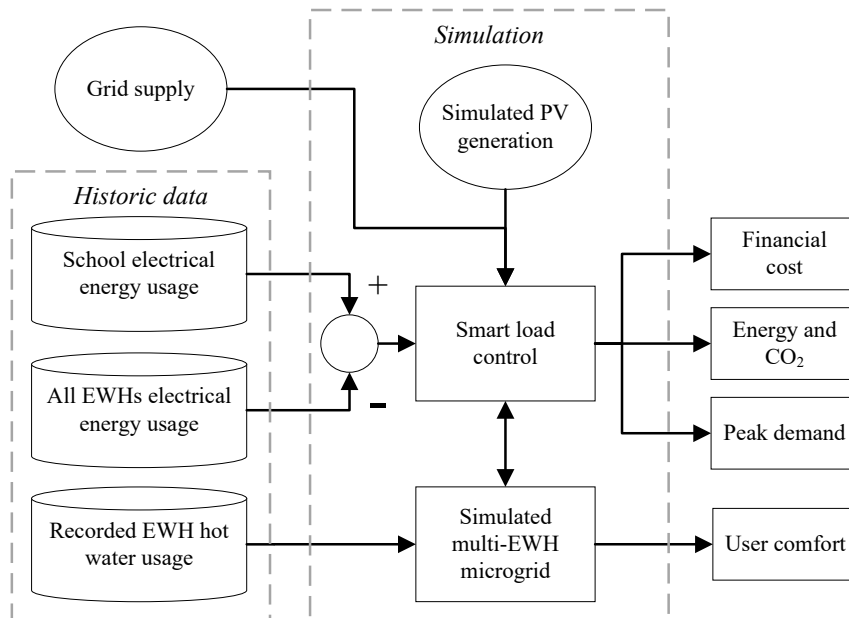 Simulation
Grid supply
Simulated PV
generation
Historic data
School electrical
energy usage
+
Financial
cost
Smart load
control
Energy and
CO₂
All EWHs electrical
energy usage
-
Peak demand
Recorded EWH hot
water usage
Simulated
multi-EWH
microgrid
User comfort